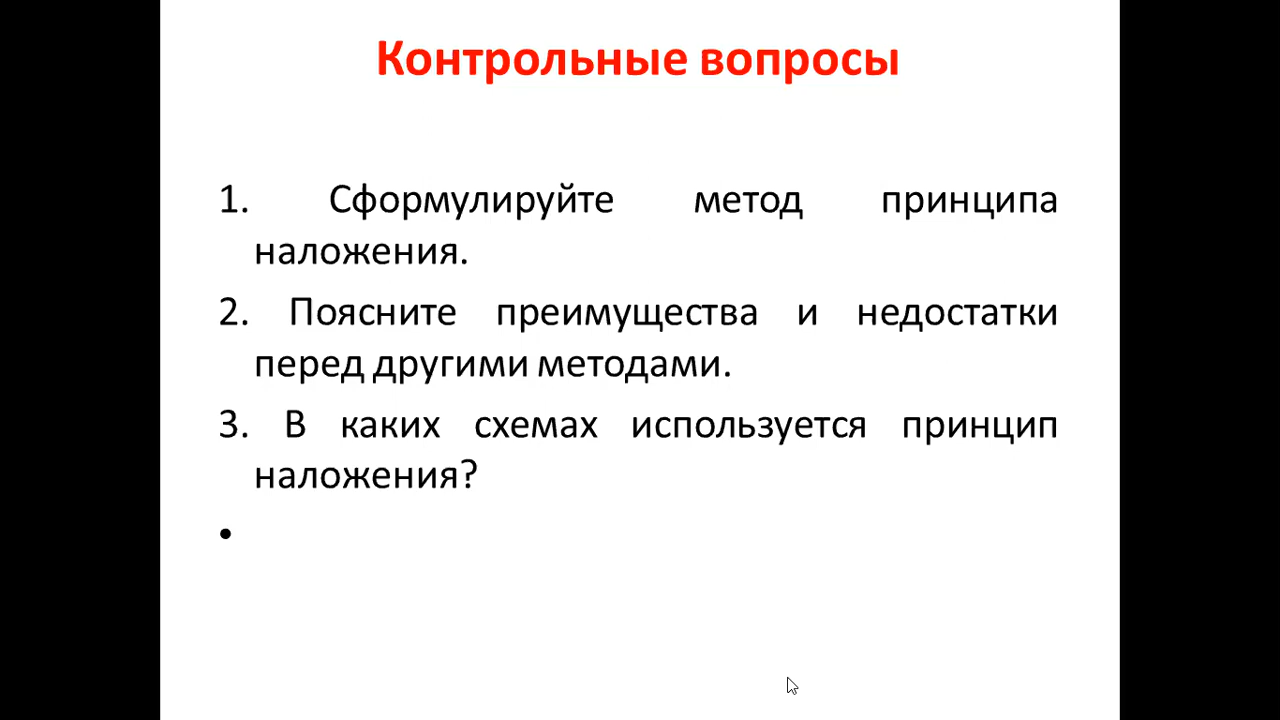 Контрольные вопросы
1. Сформулируйте метод принципа
наложения.
2. Поясните преимущества и недостатки
перед другими методами.
3. В каких схемах используется принцип
наложения?
•